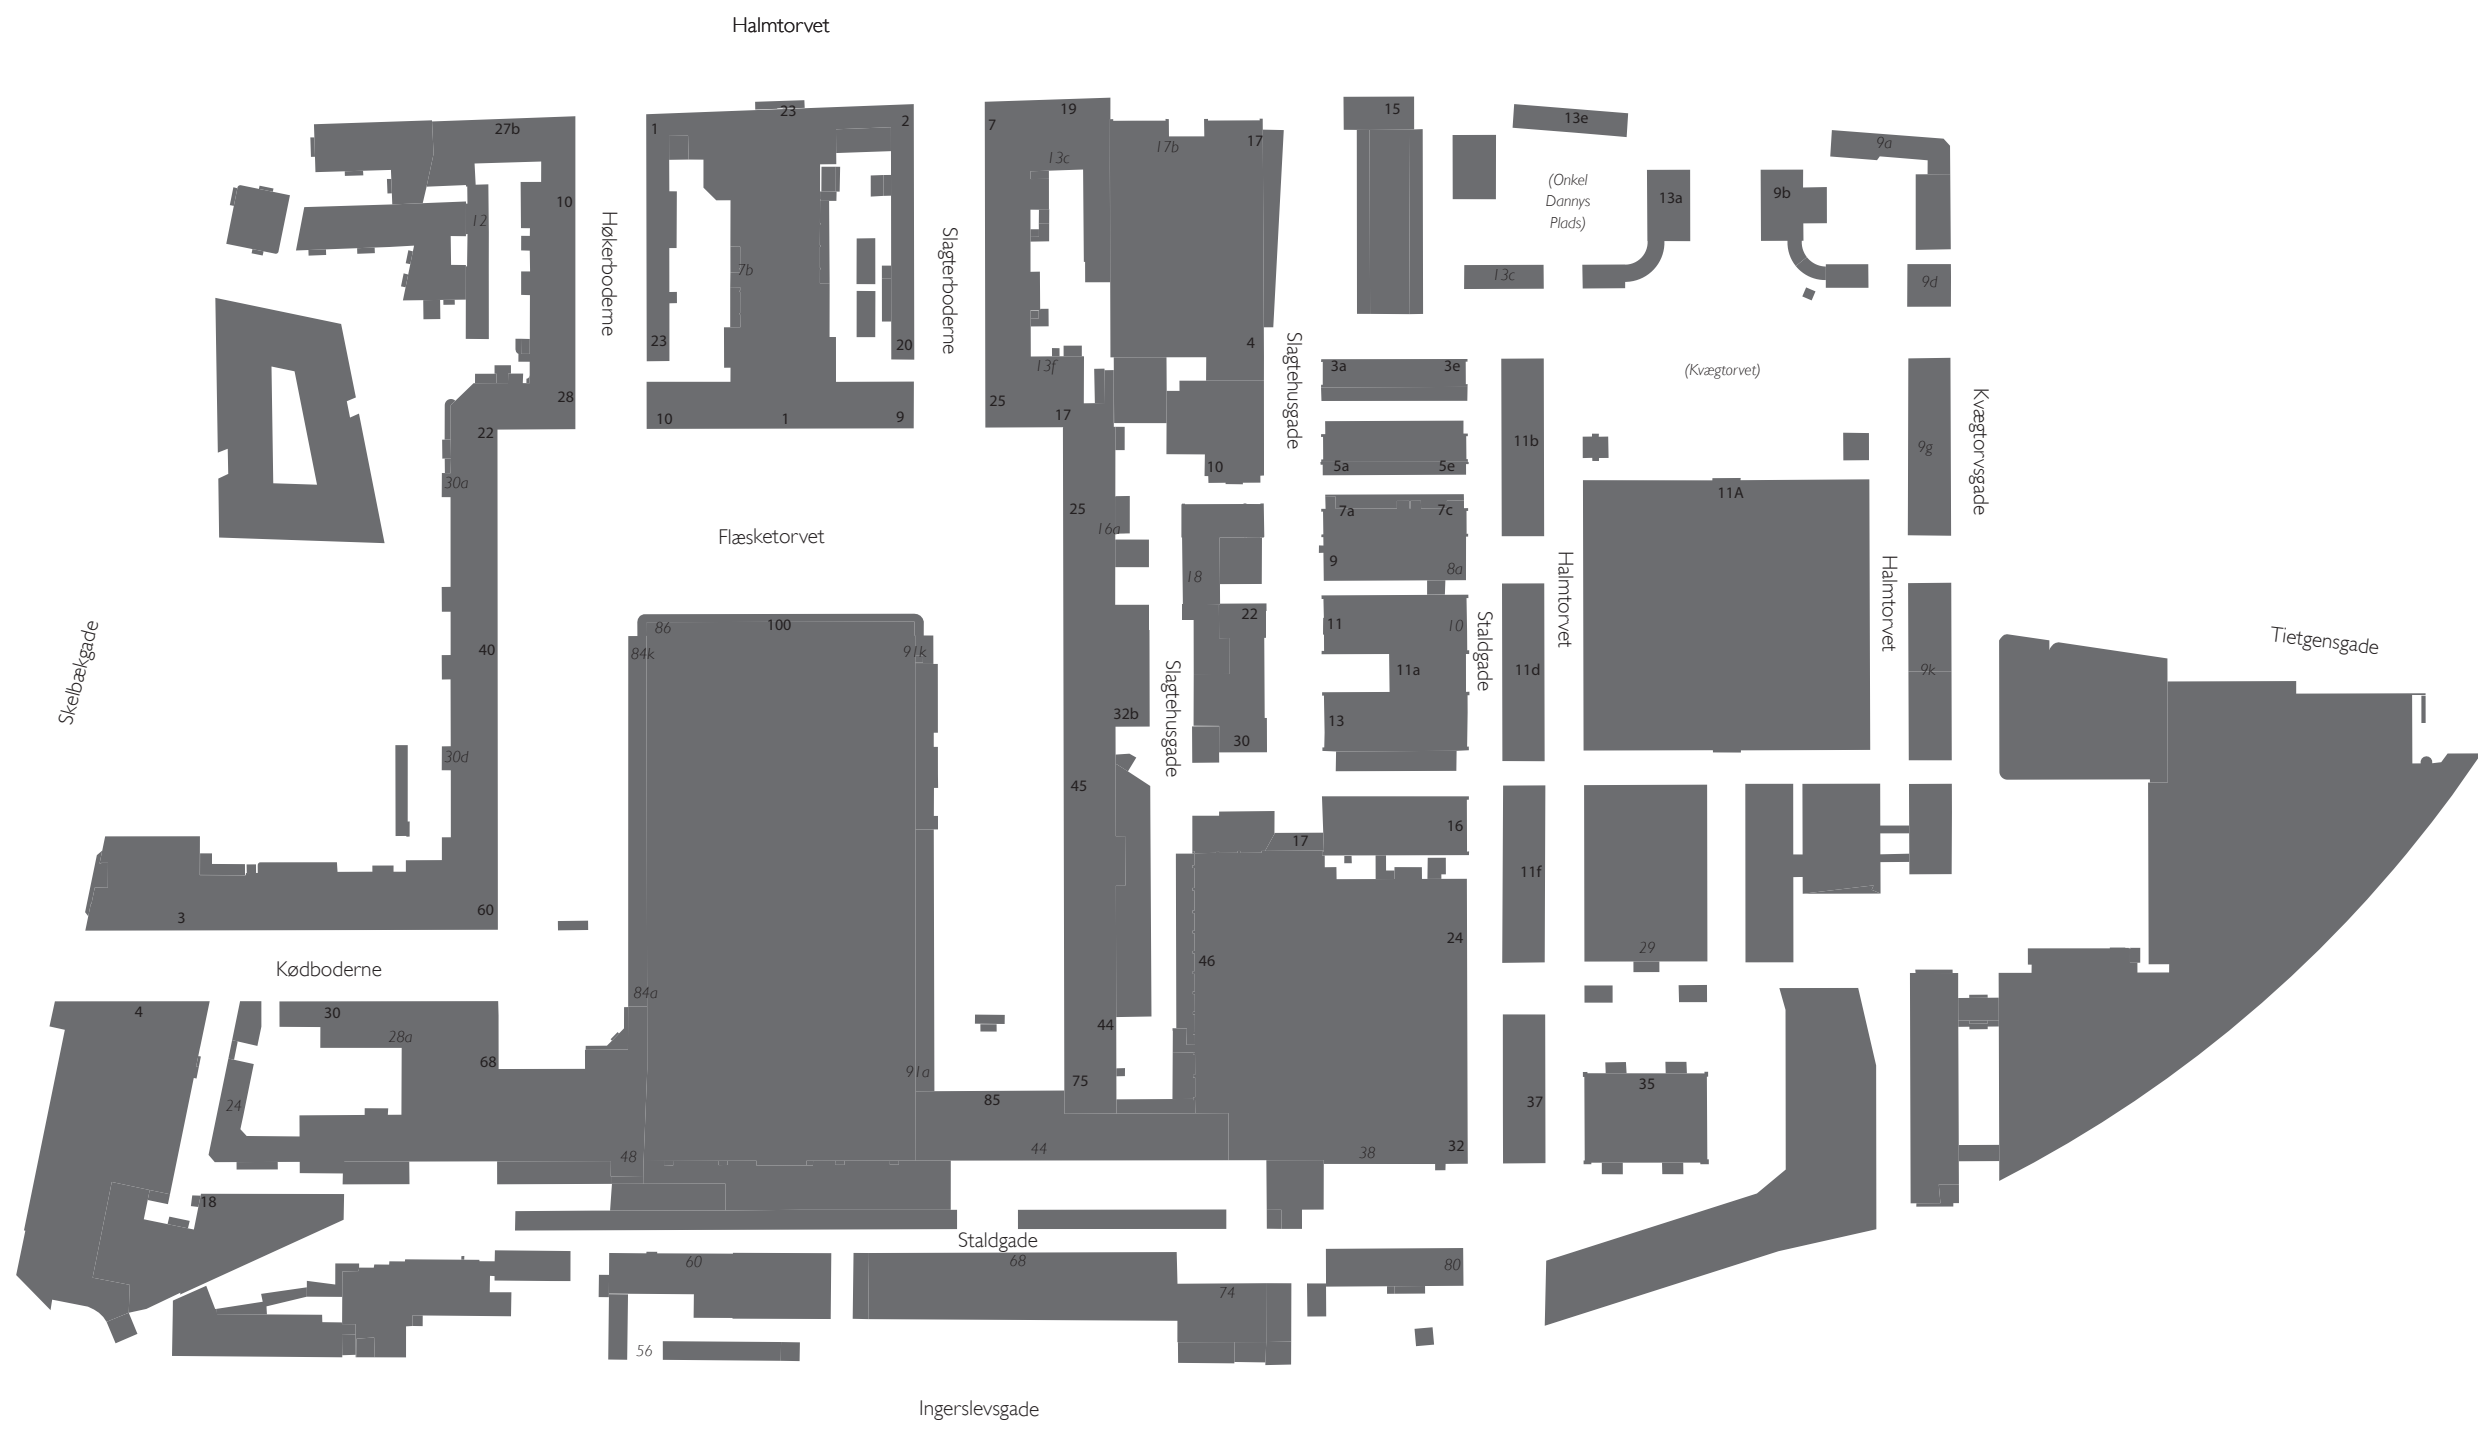 Halmtorvet
23
19
15
13e
27b
1
2
7
17b
17
9a
13c
(Onkel
Dannys
Plads)
13a
9b
10
12
Høkerboderne
Slagterboderne
7b
13c
9d
23
20
4
Slagtehusgade
13f
3a
3e
(Kvægtorvet)
28
25
17
10
1
9
22
11b
Kvægtorvsgade
9g
10
5a
5e
30a
11A
25
7a
7c
16a
Flæsketorvet
9
8a
Halmtorvet
Halmtorvet
18
22
11
10
Staldgade
86
100
84k
91k
40
Skelbækgade
Tietgensgade
11a
11d
9k
Slagtehusgade
32b
13
30
30d
45
16
17
11f
60
3
24
29
46
Kødboderne
84a
4
30
28a
44
68
91a
75
35
85
24
37
44
48
38
32
18
Staldgade
60
68
80
74
56
Ingerslevsgade